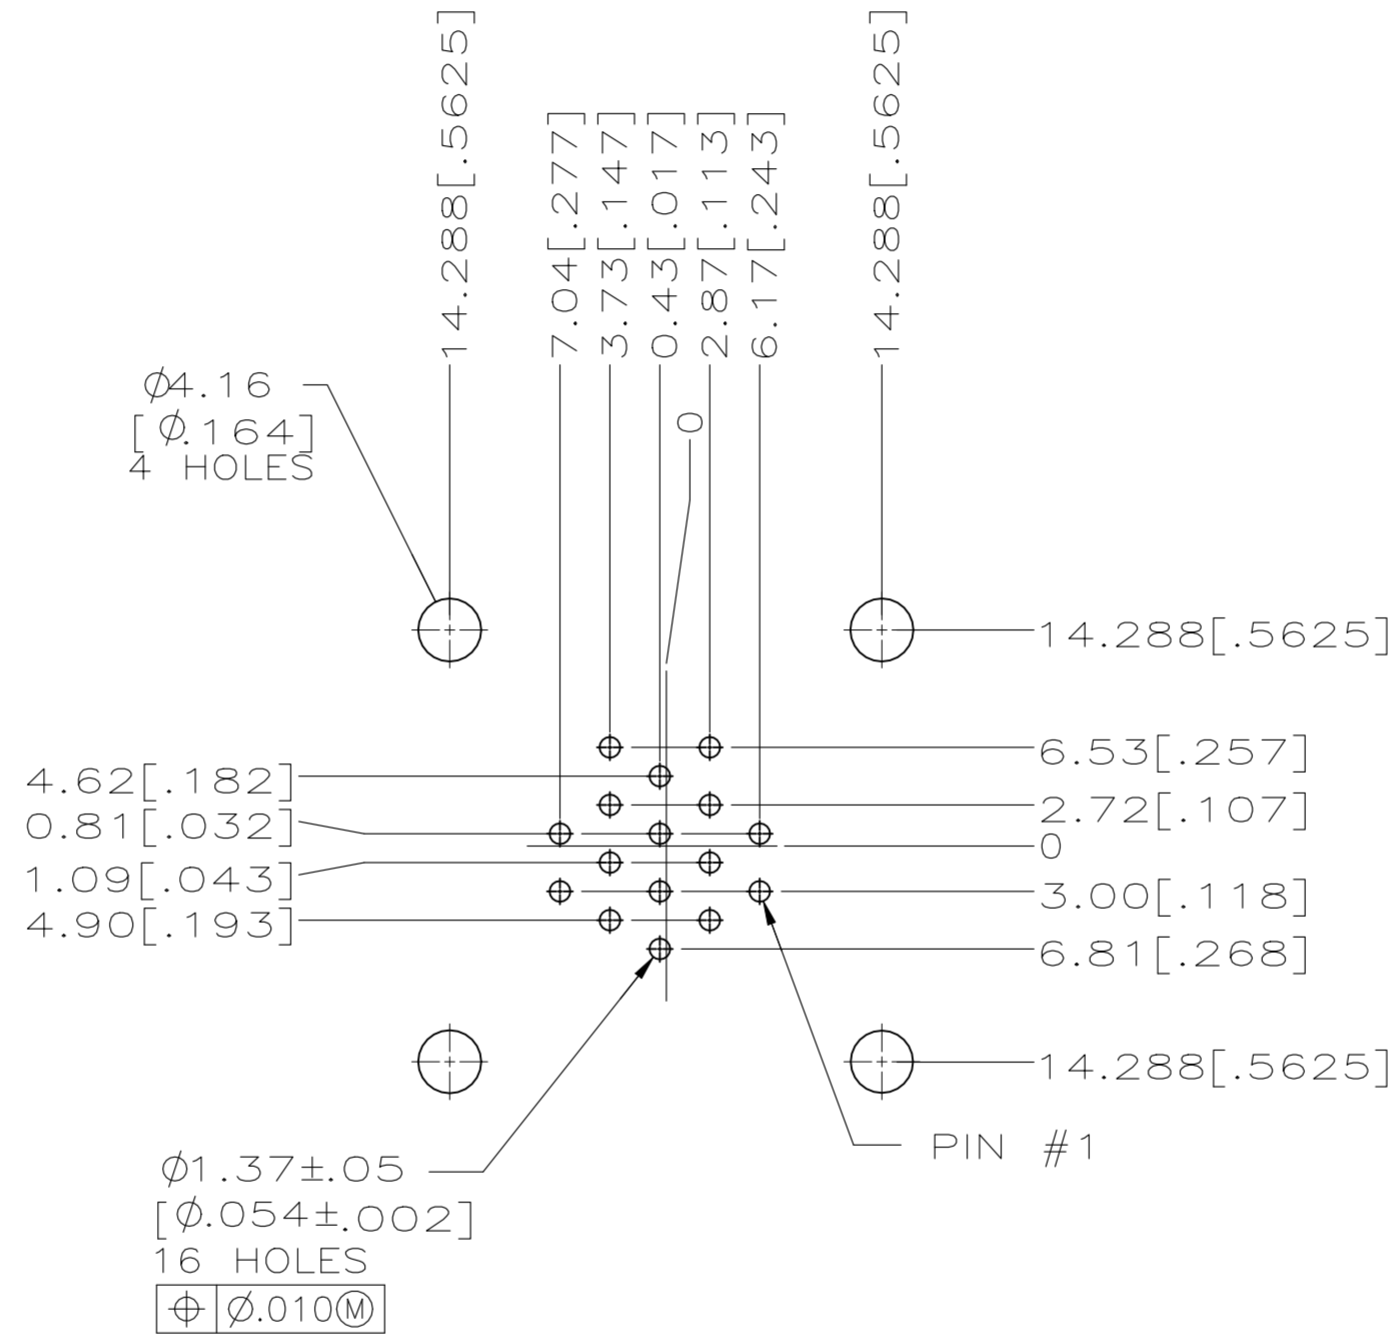 14.288[.5625]
7.04[.277]
3.73[.147]
0.43[.017]
2.87[.113]
6.17[.243]
14.288[.5625]
0
Ø4.16
[Ø.164]
4 HOLES
14.288[.5625]
6.53[.257]
4.62[.182]
2.72[.107]
0.81[.032]
0
1.09[.043]
3.00[.118]
4.90[.193]
6.81[.268]
14.288[.5625]
PIN #1
Ø1.37±.05
[Ø.054±.002]
16 HOLES
⌖ Ø.010Ⓜ